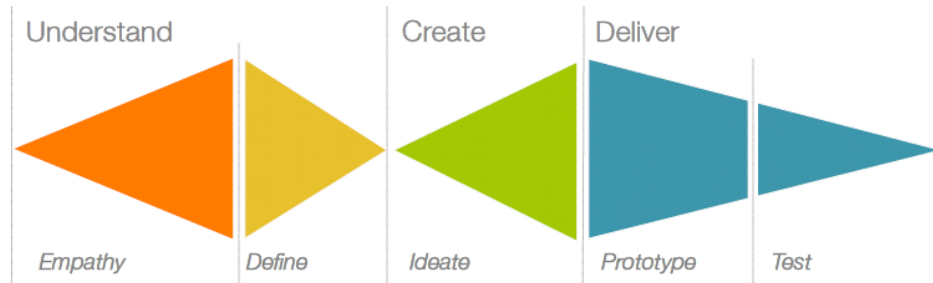 Understand
Create
Deliver
Empathy
Define
Ideate
Prototype
Test